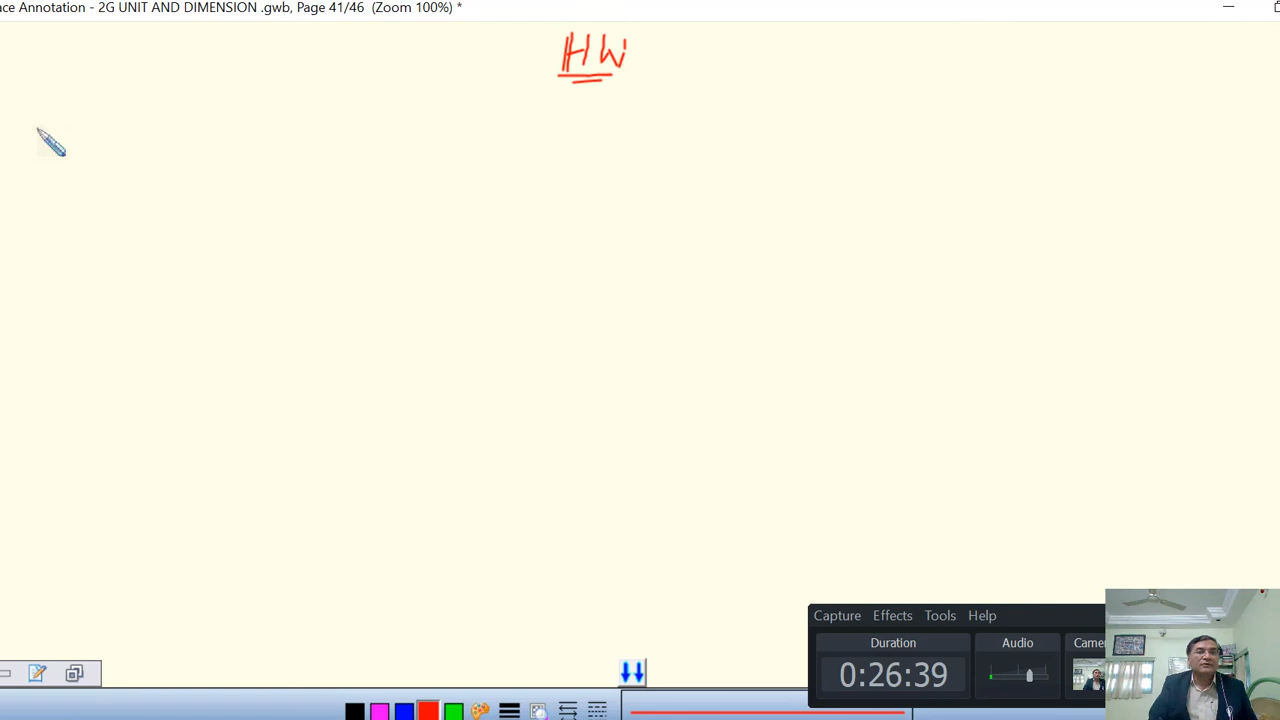 ace Annotation - 2G UNIT AND DIMENSION .gwb, Page 41/46 (Zoom 100%) *
HW
Capture Effects Tools Help
Duration Audio Came
0:26:39